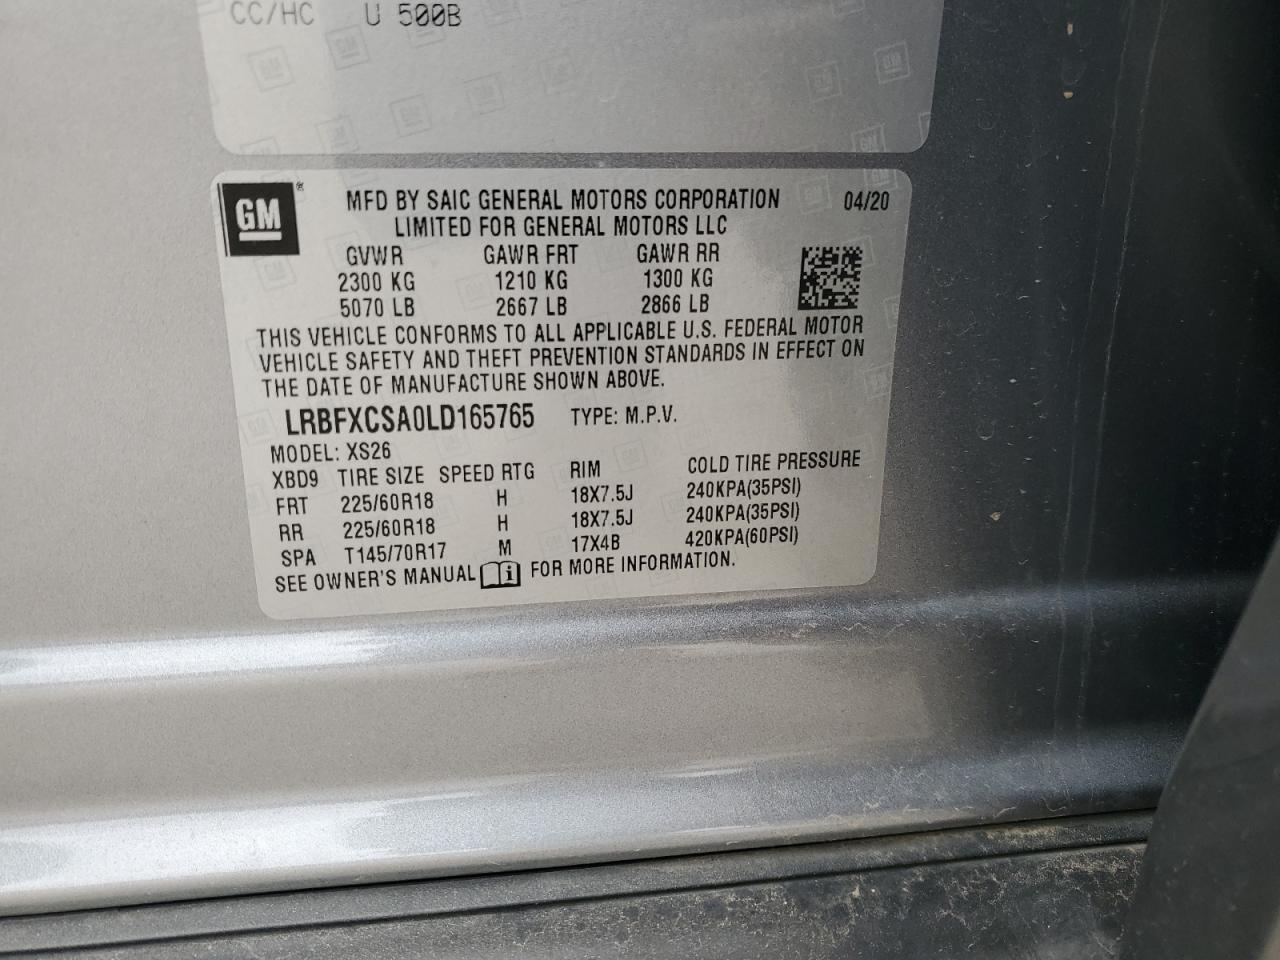 CC/HC U 500B
GM ®
MFD BY SAIC GENERAL MOTORS CORPORATION 04/20
LIMITED FOR GENERAL MOTORS LLC
GVWR GAWR FRT GAWR RR
2300 KG 1210 KG 1300 KG
5070 LB 2667 LB 2866 LB
THIS VEHICLE CONFORMS TO ALL APPLICABLE U.S. FEDERAL MOTOR
VEHICLE SAFETY AND THEFT PREVENTION STANDARDS IN EFFECT ON
THE DATE OF MANUFACTURE SHOWN ABOVE.
LRBFXCSA0LD165765 TYPE: M.P.V.
MODEL: XS26
XBD9 TIRE SIZE SPEED RTG RIM COLD TIRE PRESSURE
FRT 225/60R18 H 18X7.5J 240KPA(35PSI)
RR 225/60R18 H 18X7.5J 240KPA(35PSI)
SPA T145/70R17 M 17X4B 420KPA(60PSI)
SEE OWNER'S MANUAL FOR MORE INFORMATION.